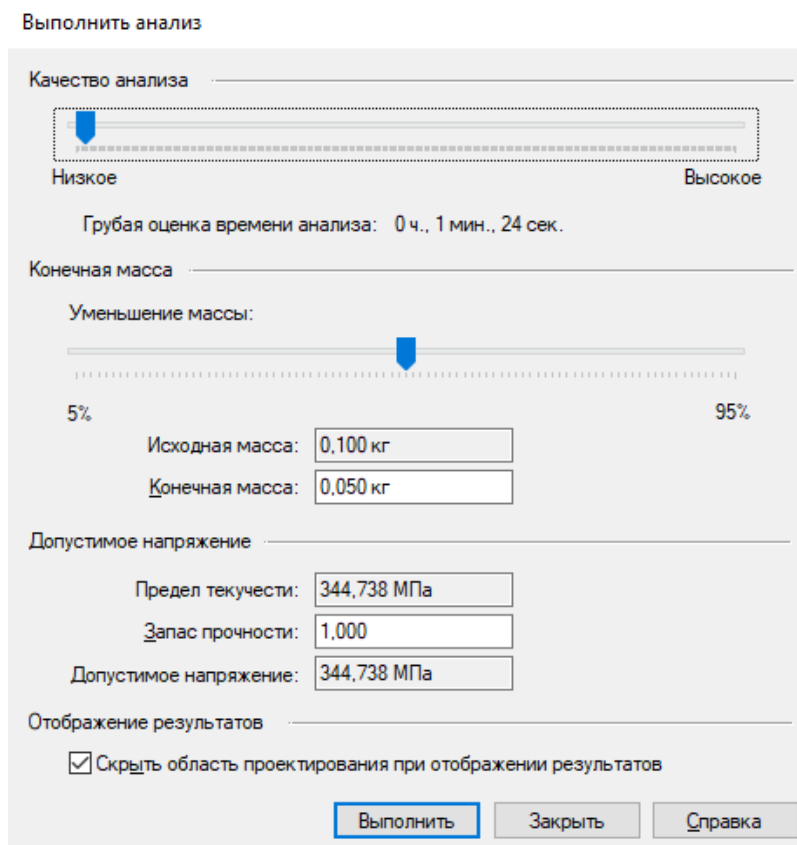 Выполнить анализ
Качество анализа
Низкое Высокое
Грубая оценка времени анализа: 0 ч., 1 мин., 24 сек.
Конечная масса
Уменьшение массы:
5% 95%
Исходная масса: 0,100 кг
Конечная масса: 0,050 кг
Допустимое напряжение
Предел текучести: 344,738 МПа
Запас прочности: 1,000
Допустимое напряжение: 344,738 МПа
Отображение результатов
Скрыть область проектирования при отображении результатов
Выполнить Закрыть Справка